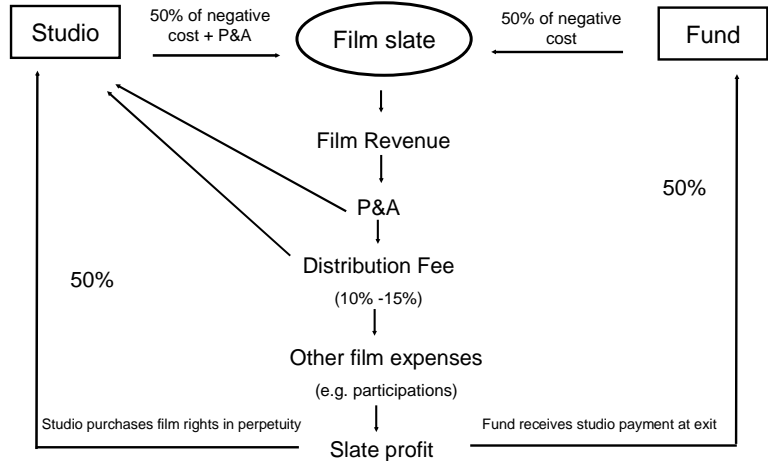 Studio
50% of negative
cost + P&A
Film slate
50% of negative
cost
Fund
Film Revenue
P&A
50%
Distribution Fee
50%
(10% -15%)
Other film expenses
(e.g. participations)
Studio purchases film rights in perpetuity
Fund receives studio payment at exit
Slate profit